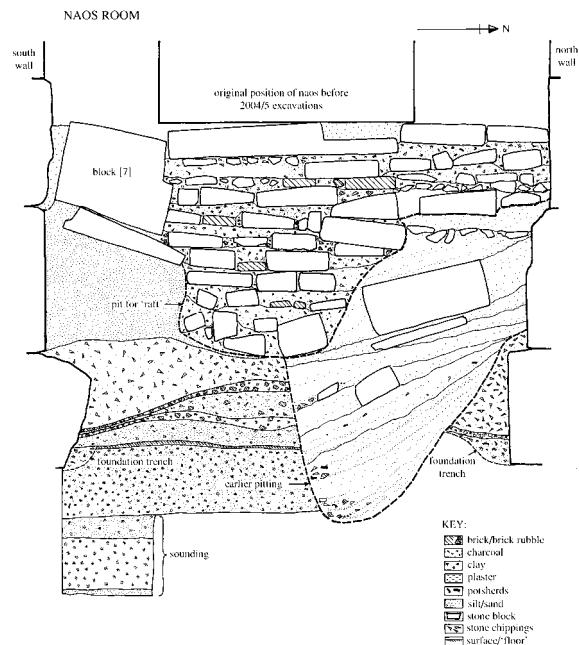 NAOS ROOM
N
south
wall
north
wall
original position of naos before
2004/5 excavations
block [7]
pit for 'raft'
foundation trench
earlier pitting
foundation
trench
sounding
KEY:
brick/brick rubble
charcoal
clay
plaster
potsherds
silt/sand
stone block
stone chippings
surface/'floor'